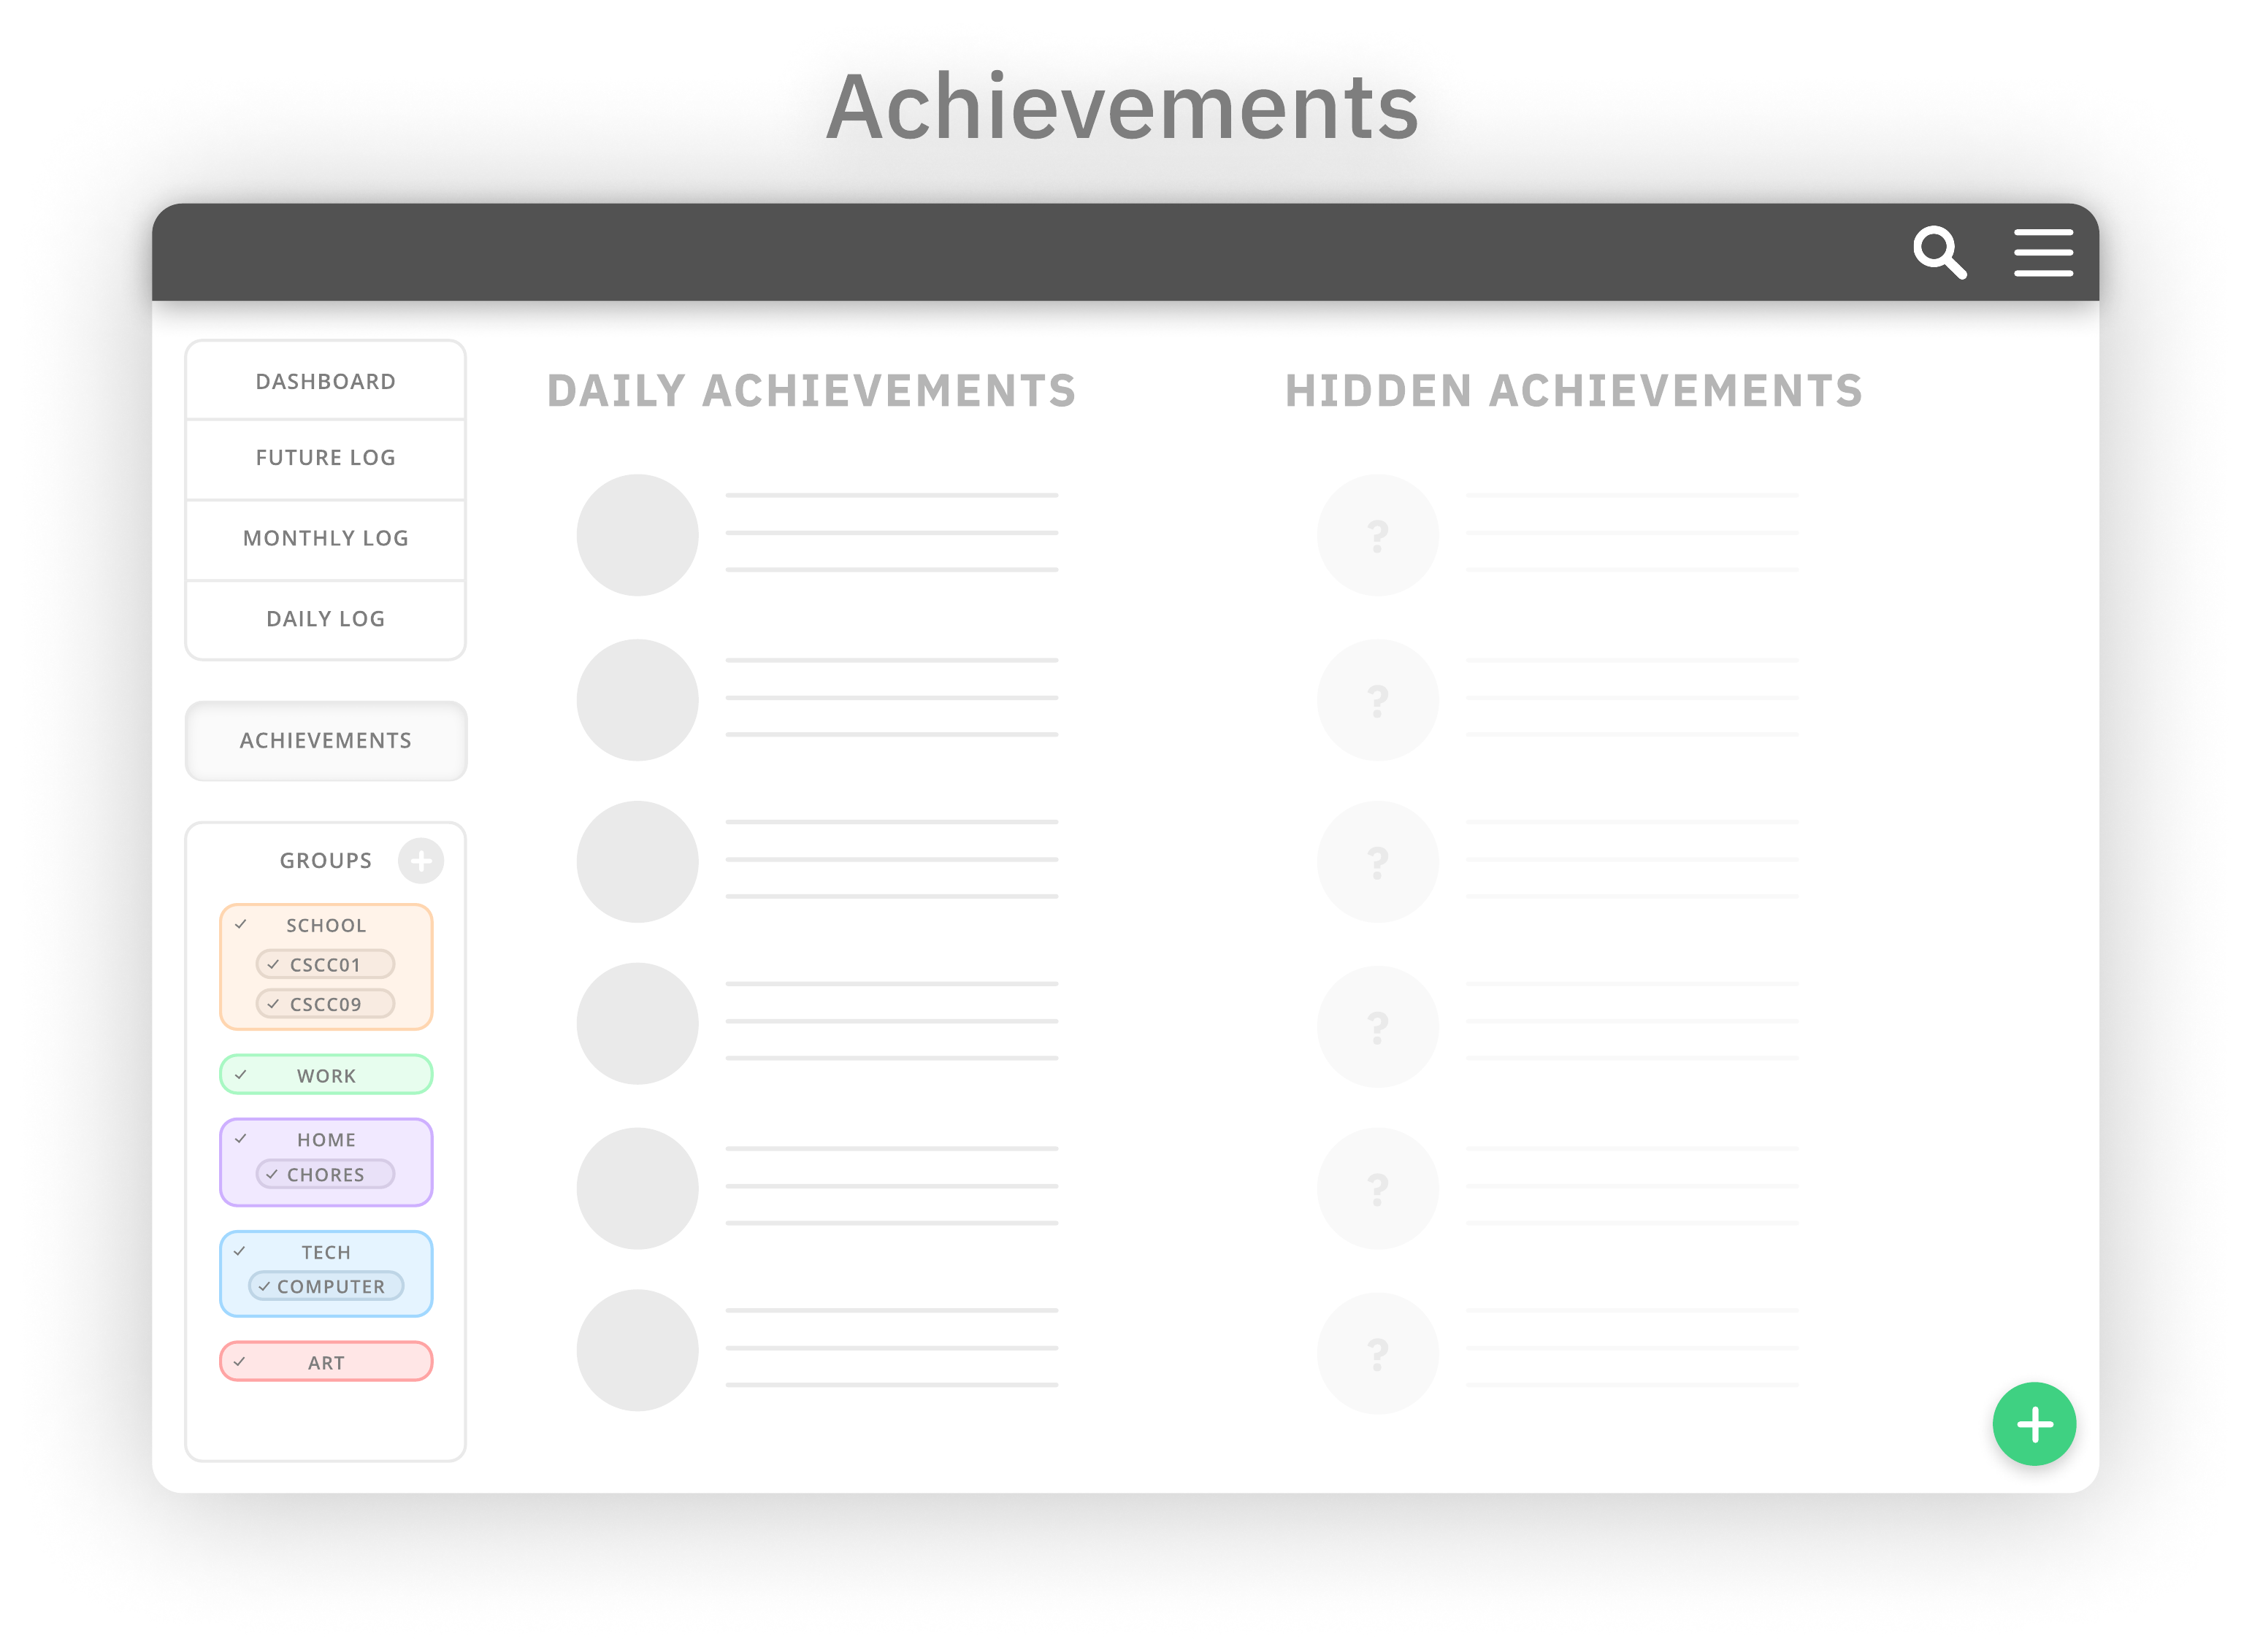 Achievements
DASHBOARD
FUTURE LOG
MONTHLY LOG
DAILY LOG
ACHIEVEMENTS
GROUPS
SCHOOL
CSCC01
CSCC09
WORK
HOME
CHORES
TECH
COMPUTER
ART
DAILY ACHIEVEMENTS
HIDDEN ACHIEVEMENTS
?
?
?
?
?
?